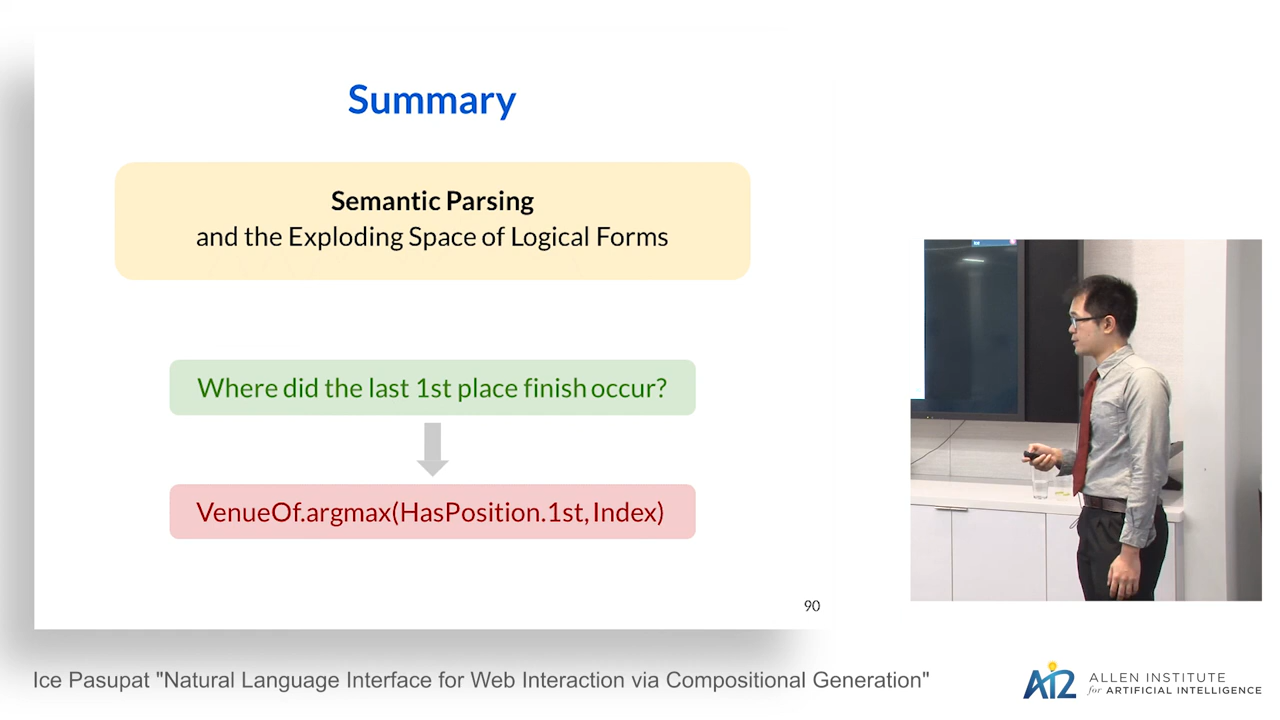 Summary
Semantic Parsing
and the Exploding Space of Logical Forms
Where did the last 1st place finish occur?
VenueOf.argmax(HasPosition.1st, Index)
90
Ice Pasupat "Natural Language Interface for Web Interaction via Compositional Generation"
AI2
ALLEN INSTITUTE
for ARTIFICIAL INTELLIGENCE